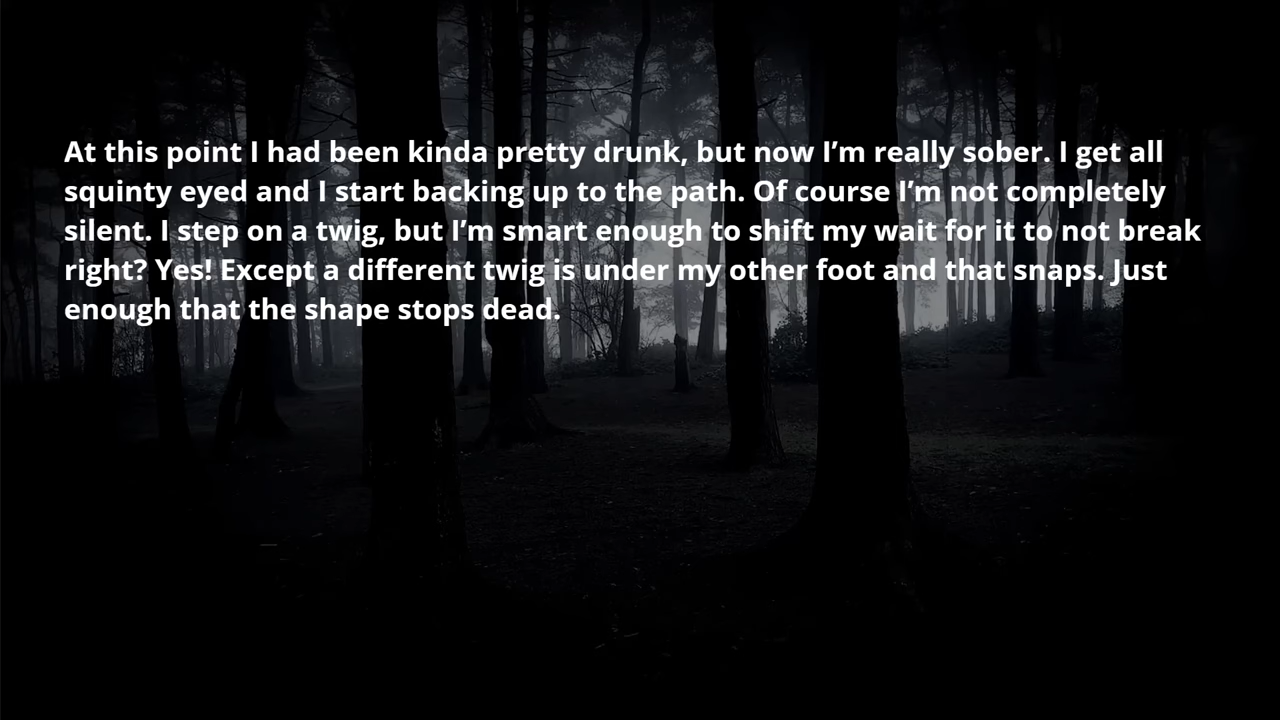 At this point I had been kinda pretty drunk, but now I’m really sober. I get all
squinty eyed and I start backing up to the path. Of course I’m not completely
silent. I step on a twig, but I’m smart enough to shift my wait for it to not break
right? Yes! Except a different twig is under my other foot and that snaps. Just
enough that the shape stops dead.